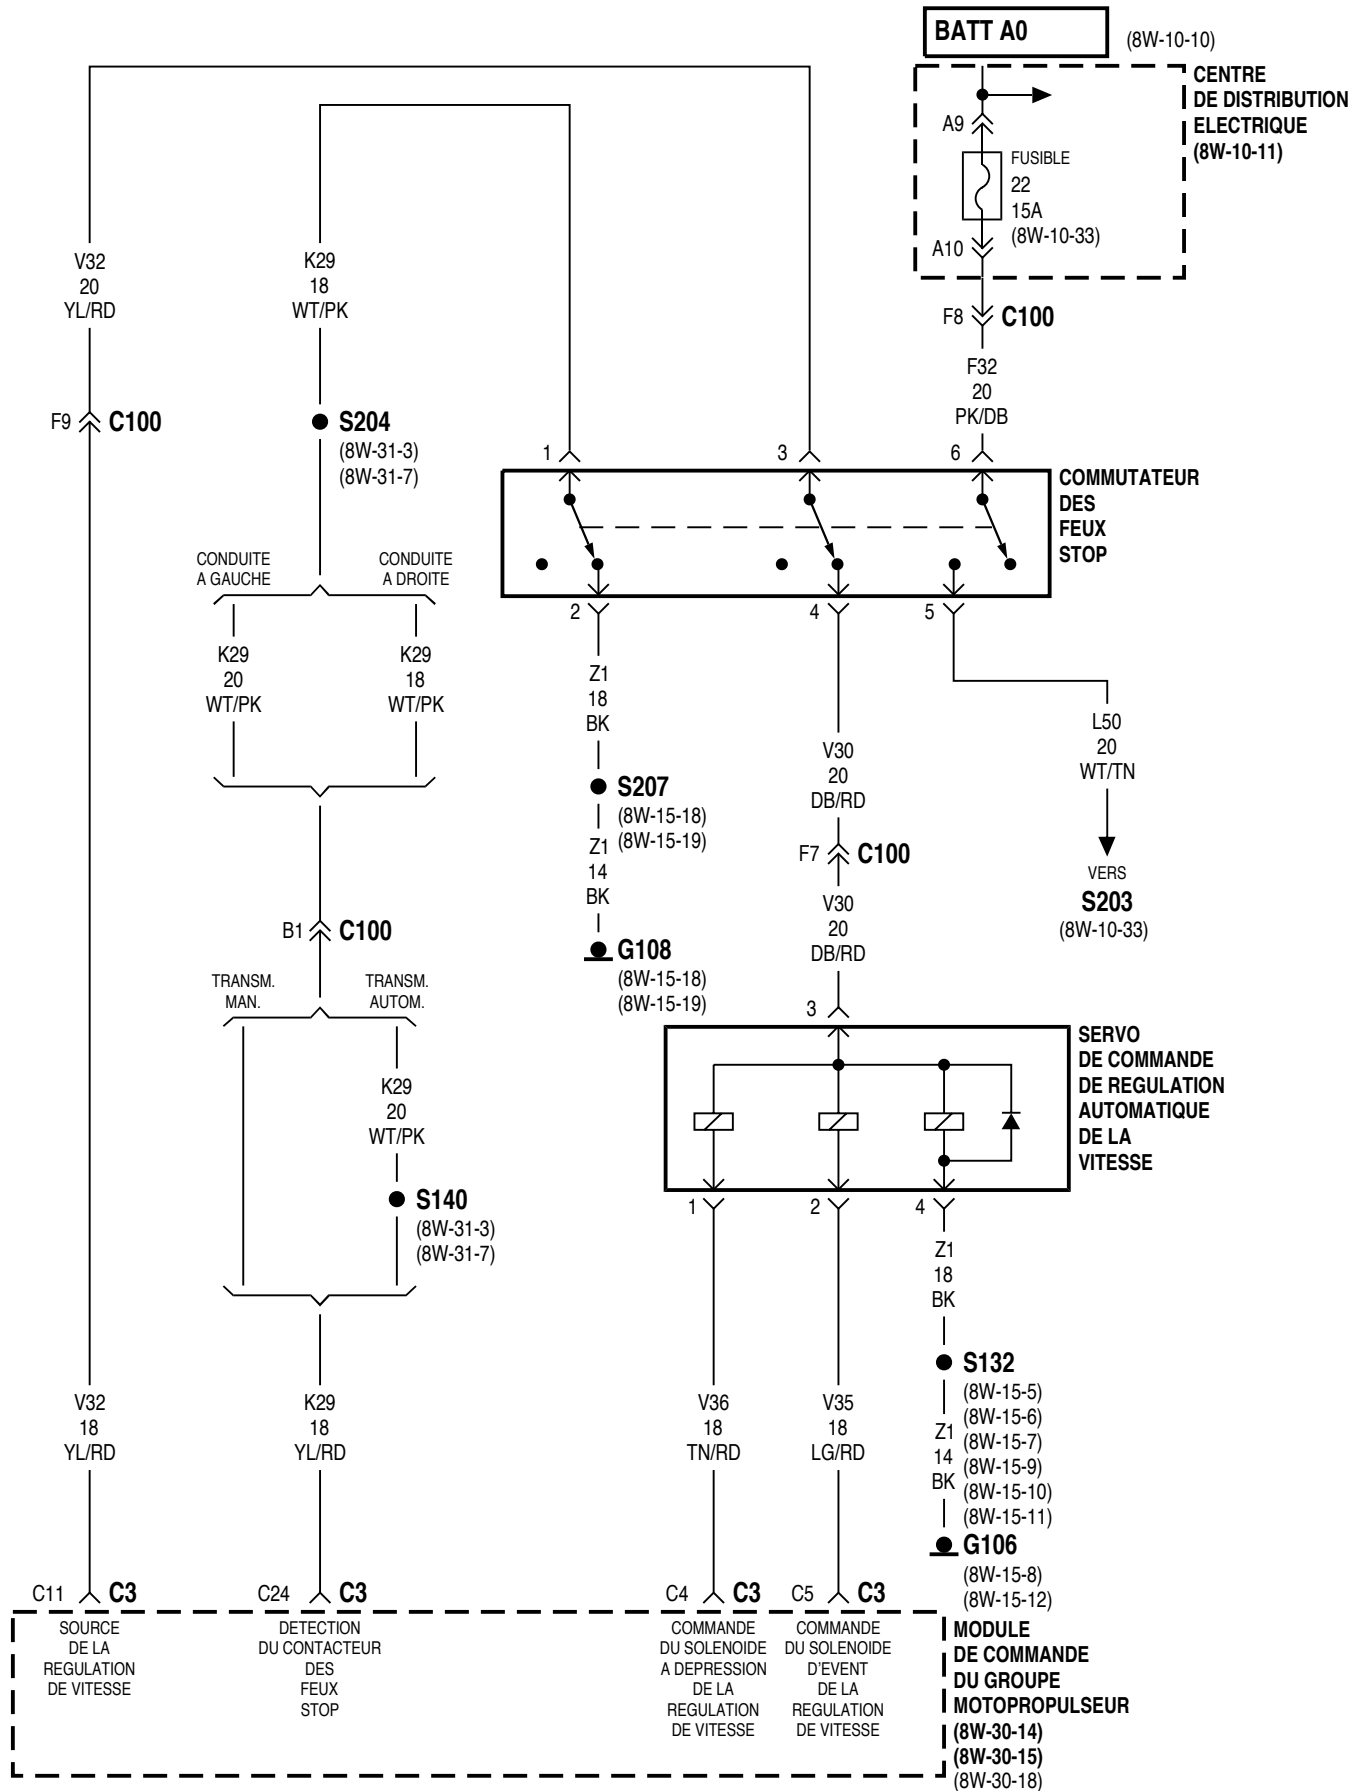 BATT A0
(8W-10-10)
CENTRE
DE DISTRIBUTION
ELECTRIQUE
(8W-10-11)
A9
FUSIBLE
22
15A
(8W-10-33)
A10
F8
C100
F32
20
PK/DB
V32
20
YL/RD
K29
18
WT/PK
F9
C100
S204
(8W-31-3)
(8W-31-7)
1
3
6
COMMUTATEUR
DES
FEUX
STOP
2
4
5
CONDUITE
A GAUCHE
CONDUITE
A DROITE
K29
20
WT/PK
K29
18
WT/PK
Z1
18
BK
S207
(8W-15-18)
(8W-15-19)
Z1
14
BK
G108
(8W-15-18)
(8W-15-19)
V30
20
DB/RD
F7
C100
V30
20
DB/RD
L50
20
WT/TN
VERS
S203
(8W-10-33)
B1
C100
TRANSM.
MAN.
TRANSM.
AUTOM.
K29
20
WT/PK
S140
(8W-31-3)
(8W-31-7)
3
SERVO
DE COMMANDE
DE REGULATION
AUTOMATIQUE
DE LA
VITESSE
1
2
4
Z1
18
BK
S132
(8W-15-5)
(8W-15-6)
(8W-15-7)
(8W-15-9)
(8W-15-10)
(8W-15-11)
Z1
14
BK
G106
(8W-15-8)
(8W-15-12)
V32
18
YL/RD
K29
18
YL/RD
V36
18
TN/RD
V35
18
LG/RD
C11
C3
C24
C3
C4
C3
C5
C3
SOURCE
DE LA
REGULATION
DE VITESSE
DETECTION
DU CONTACTEUR
DES
FEUX
STOP
COMMANDE
DU SOLENOIDE
A DEPRESSION
DE LA
REGULATION
DE VITESSE
COMMANDE
DU SOLENOIDE
D'EVENT
DE LA
REGULATION
DE VITESSE
MODULE
DE COMMANDE
DU GROUPE
MOTOPROPULSEUR
(8W-30-14)
(8W-30-15)
(8W-30-18)